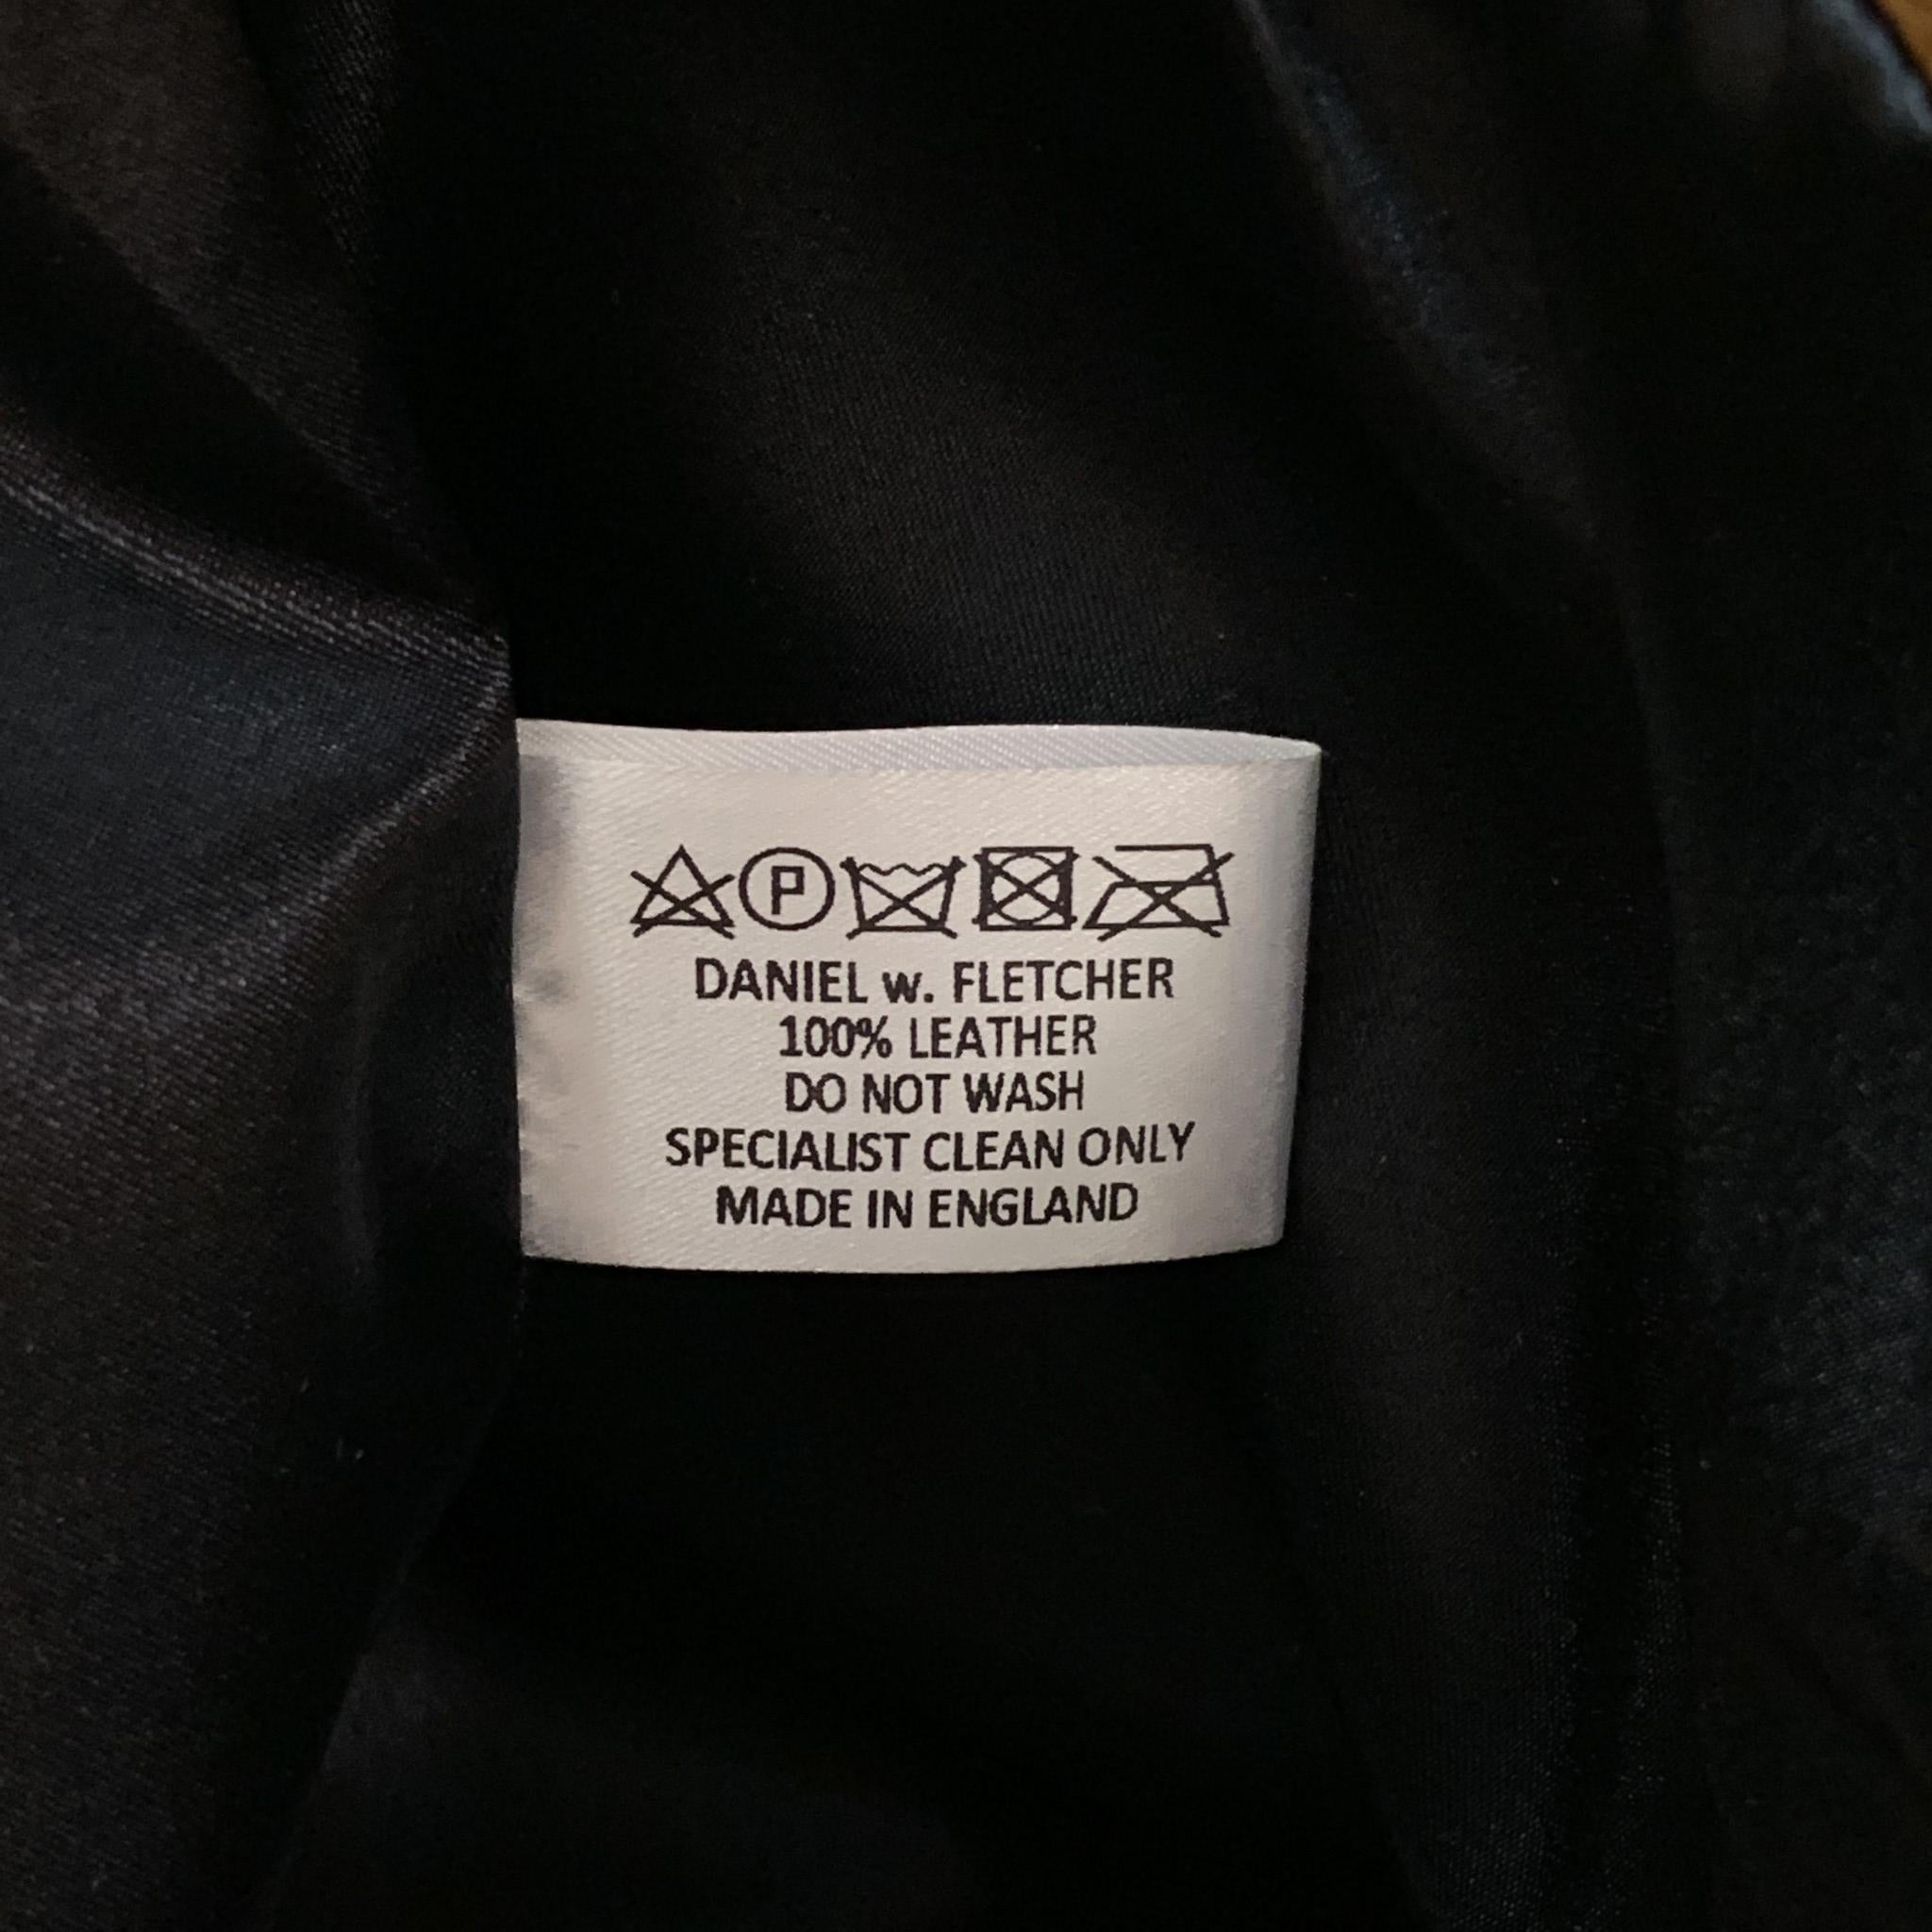 P
DANIEL w. FLETCHER
100% LEATHER
DO NOT WASH
SPECIALIST CLEAN ONLY
MADE IN ENGLAND